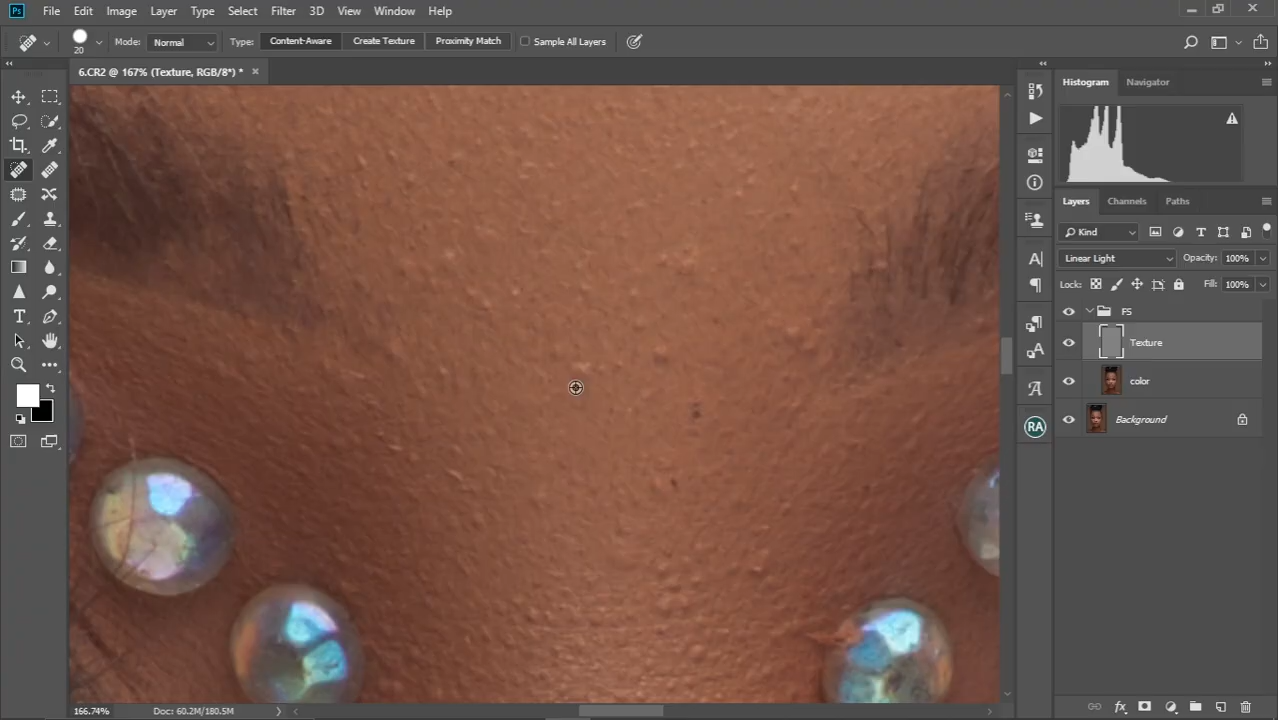 Ps File Edit Image Layer Type Select Filter 3D View Window Help
20 Mode: Normal Type: Content-Aware Create Texture Proximity Match Sample All Layers
6.CR2 @ 167% (Texture, RGB/8*) *
Histogram Navigator
Layers Channels Paths
Kind
Linear Light Opacity: 100%
Lock: Fill: 100%
FS
Texture
color
Background
RA
166.74% Doc: 60.2M/180.5M